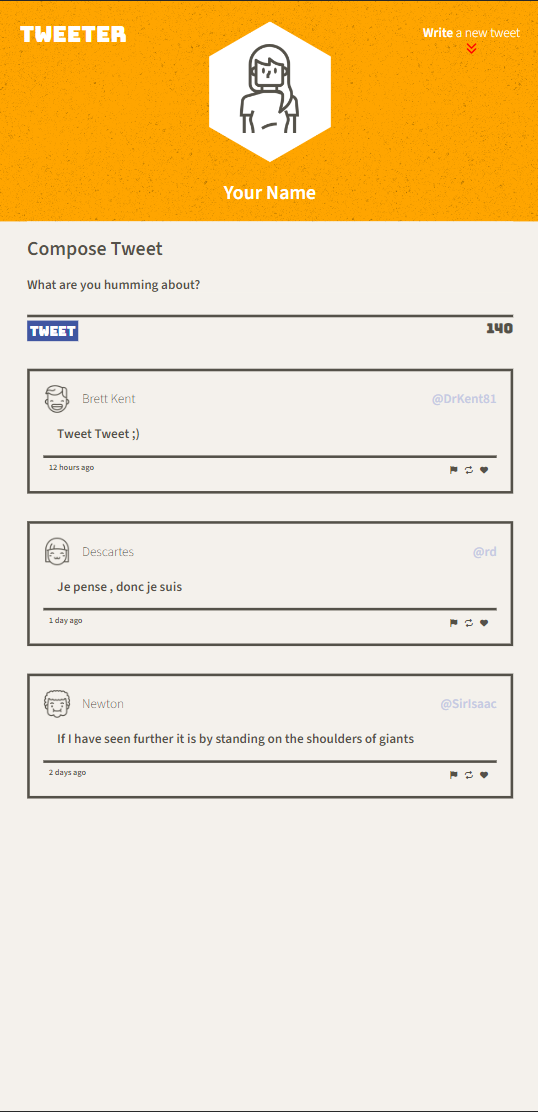 TWEETER
Write a new tweet
Your Name
Compose Tweet
What are you humming about?
TWEET
140
Brett Kent
@DrKent81
Tweet Tweet ;)
12 hours ago
Descartes
@rd
Je pense , donc je suis
1 day ago
Newton
@SirIsaac
If I have seen further it is by standing on the shoulders of giants
2 days ago